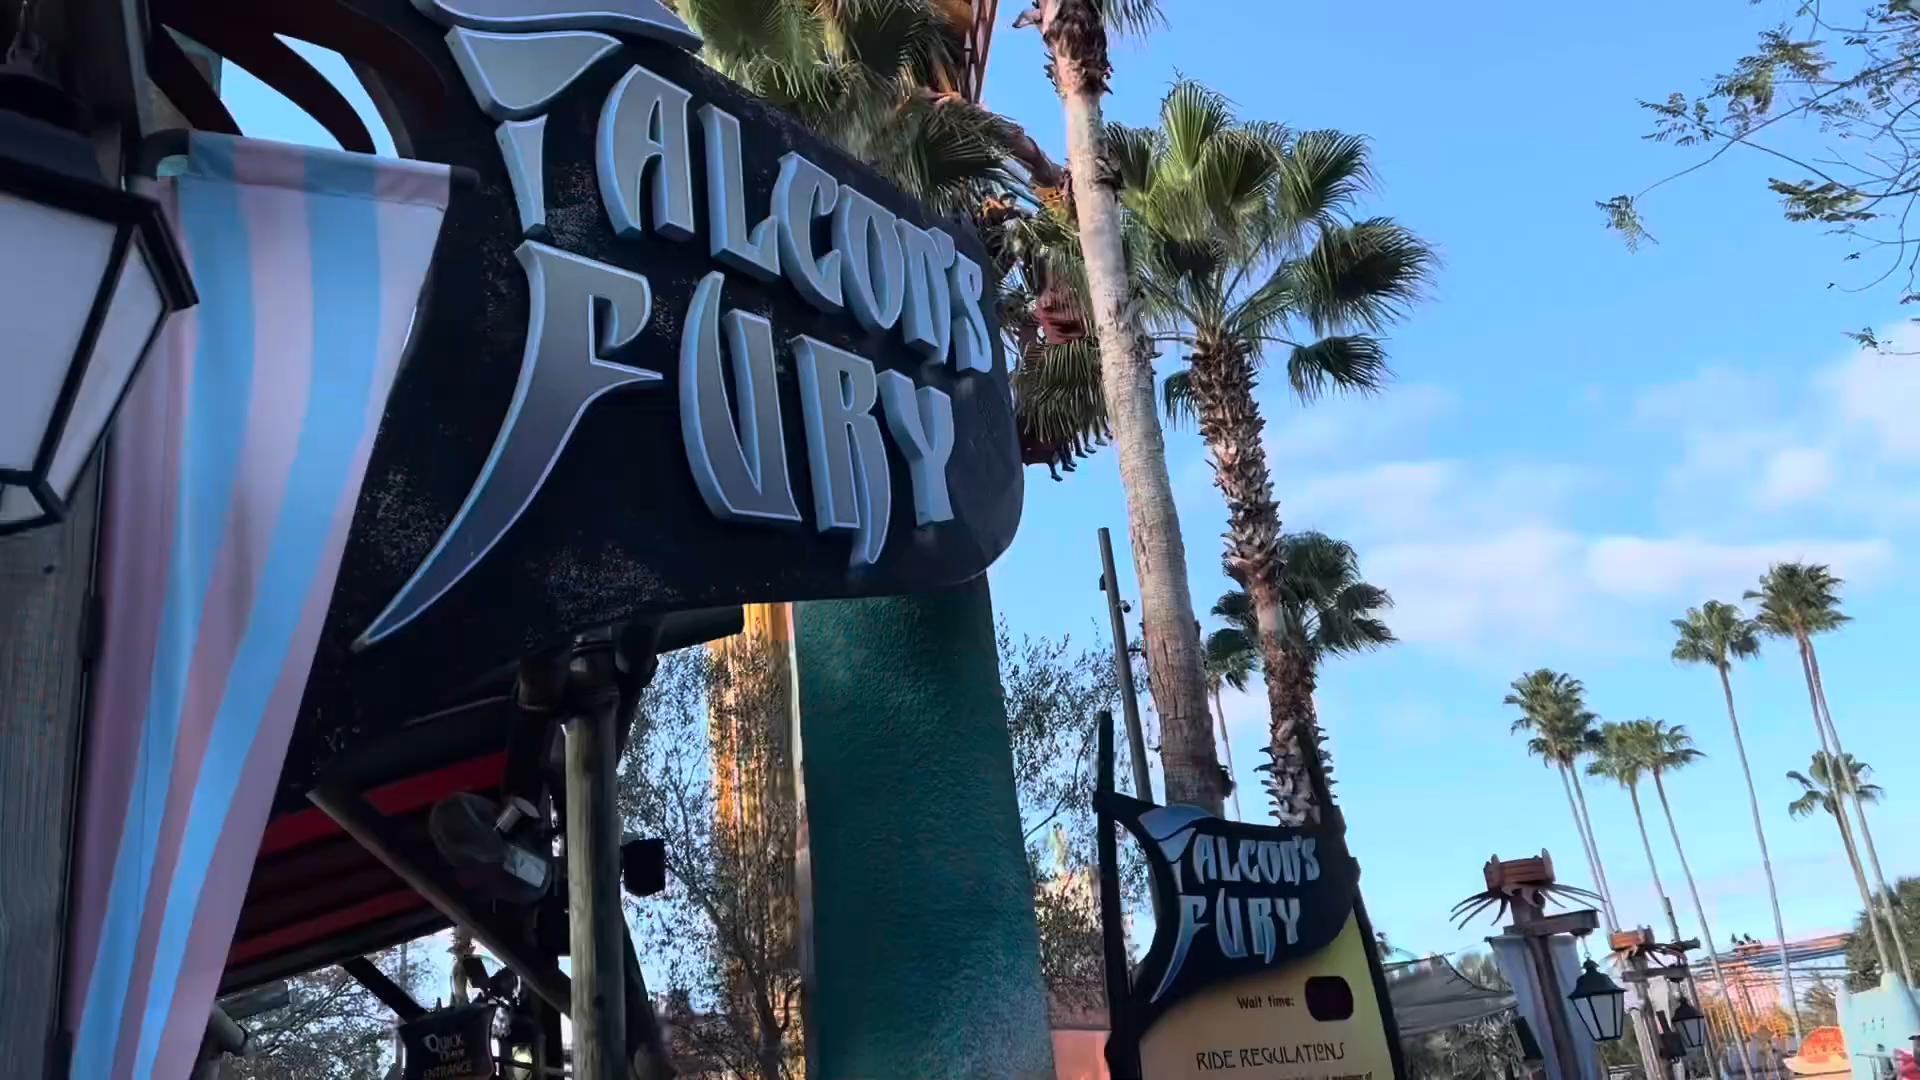 FALCON'S
FURY
FALCON'S
FURY
Wait time:
RIDE REGULATIONS
QUICK
ENTRANCE